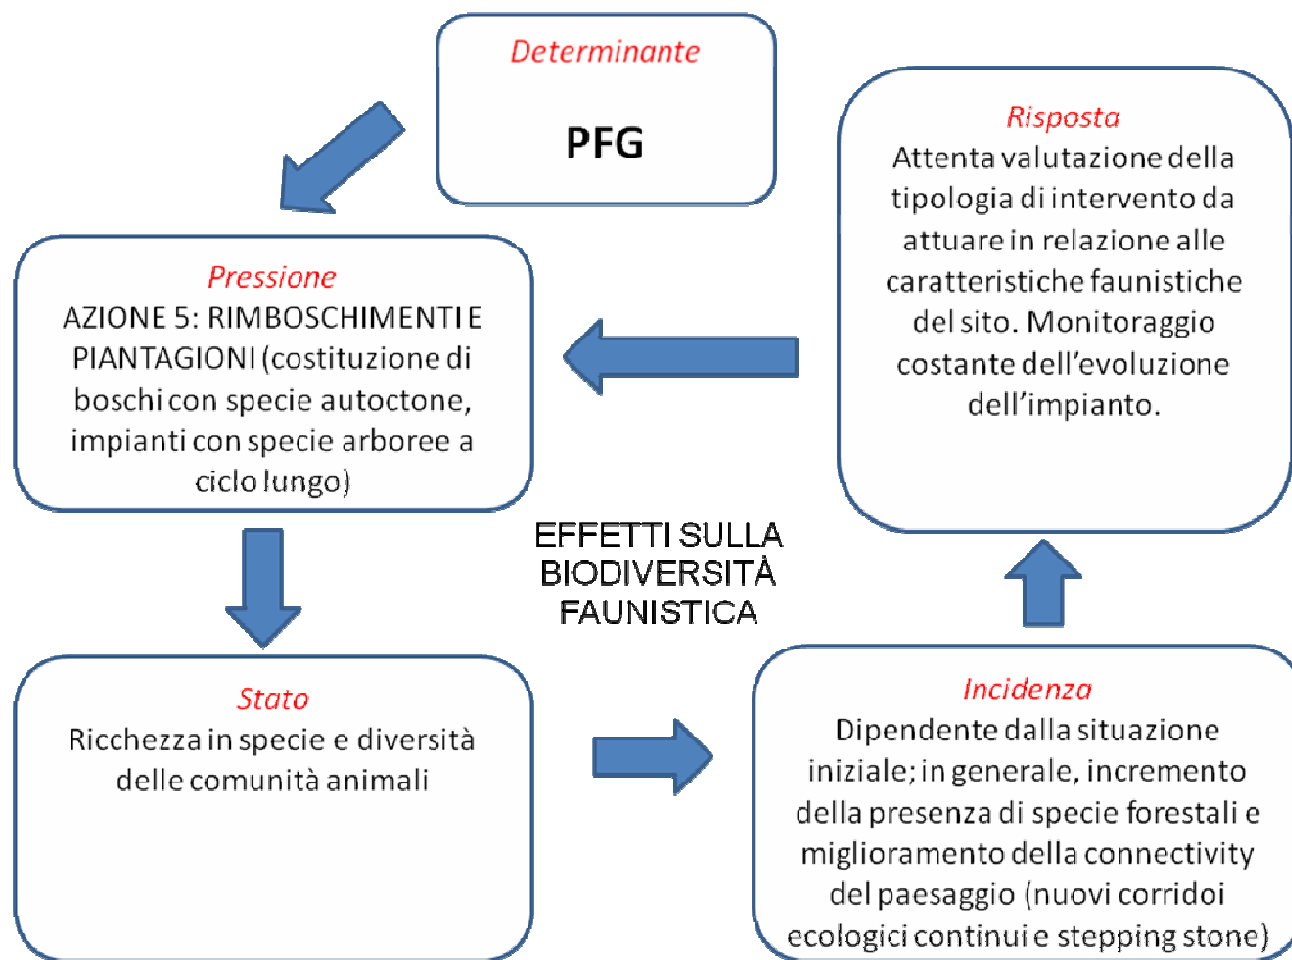 Determinante
PFG
Pressione
AZIONE 5: RIMBOSCHIMENTI E
PIANTAGIONI (costituzione di
boschi con specie autoctone,
impianti con specie arboree a
ciclo lungo)
Risposta
Attenta valutazione della
tipologia di intervento da
attuare in relazione alle
caratteristiche faunistiche
del sito. Monitoraggio
costante dell'evoluzione
dell'impianto.
EFFETTI SULLA
BIODIVERSITÀ
FAUNISTICA
Stato
Ricchezza in specie e diversità
delle comunità animali
Incidenza
Dipendente dalla situazione
iniziale; in generale, incremento
della presenza di specie forestali e
miglioramento della connectivity
del paesaggio (nuovi corridoi
ecologici continui e stepping stone)